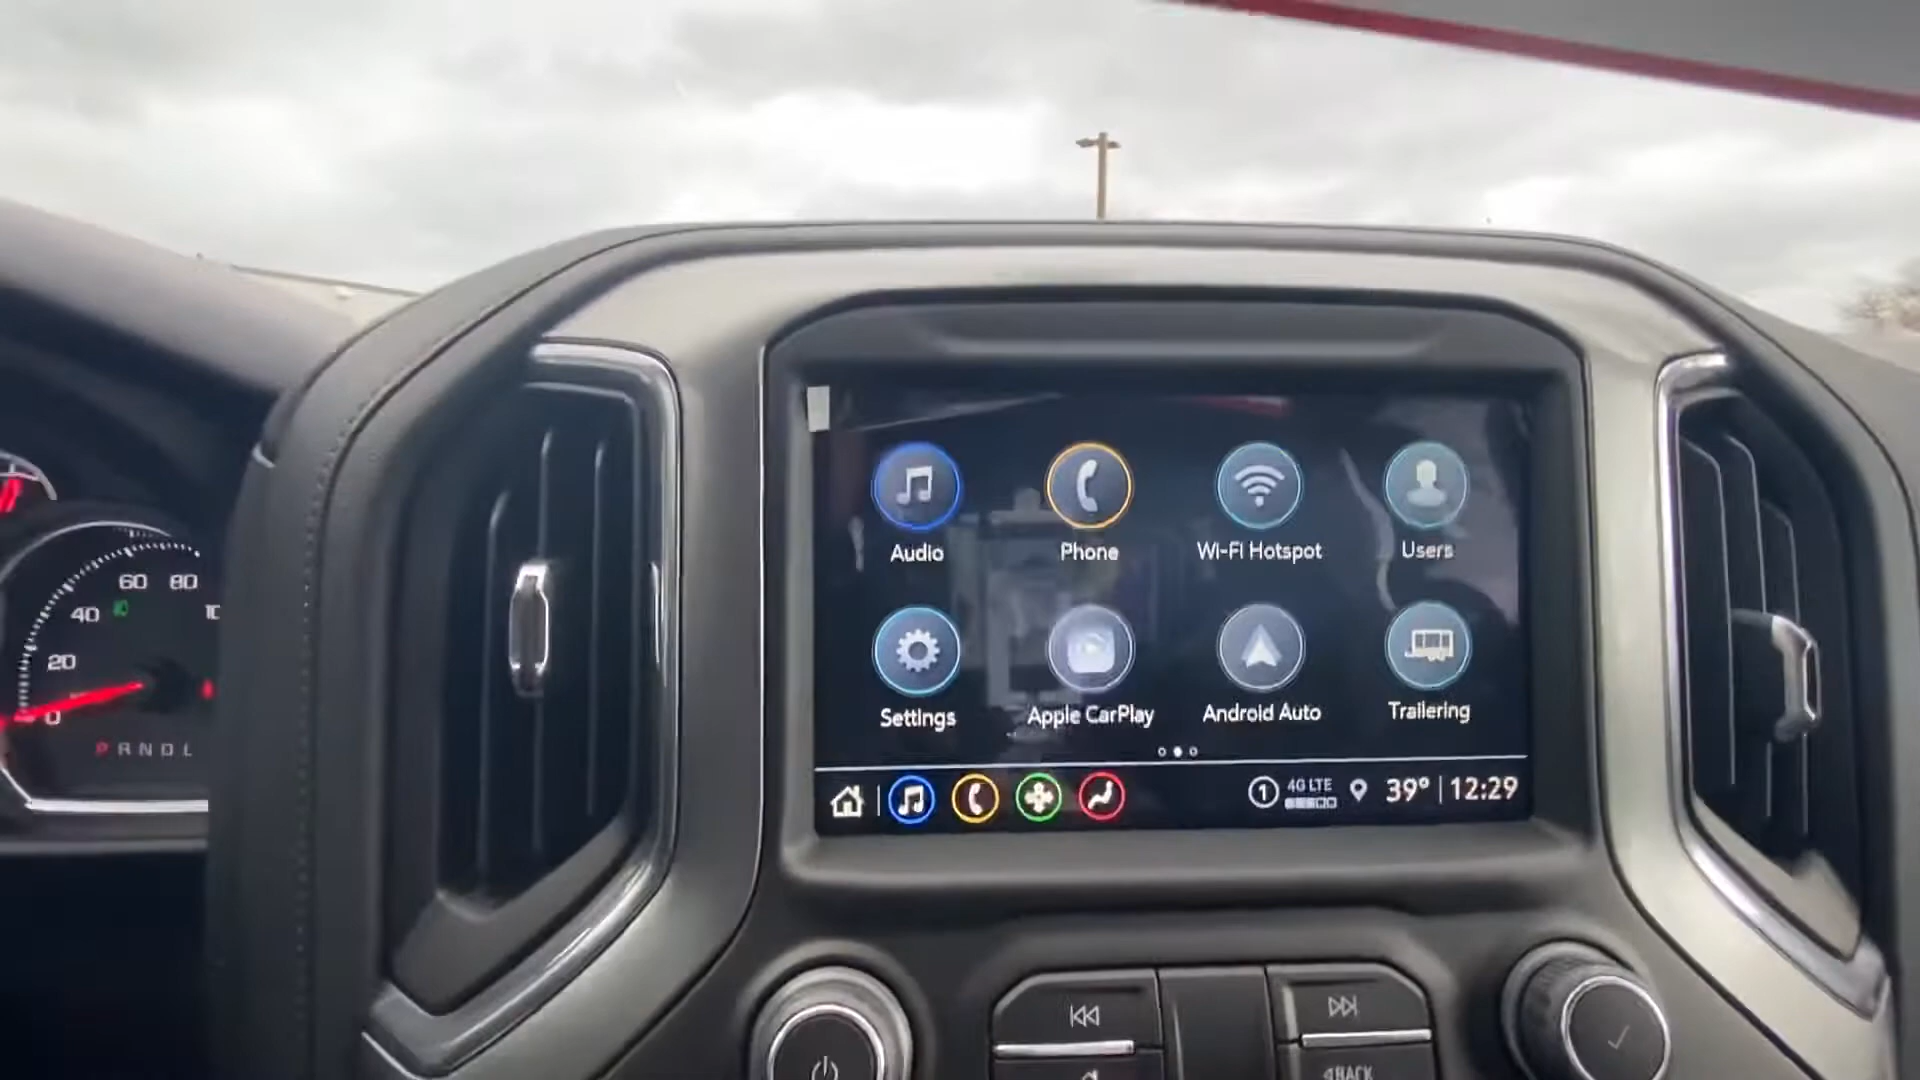 Audio
Phone
Wi-Fi Hotspot
Users
Settings
Apple CarPlay
Android Auto
Trailering
1
4G LTE
39°
12:29
60
80
40
20
0
P R N D L
BACK